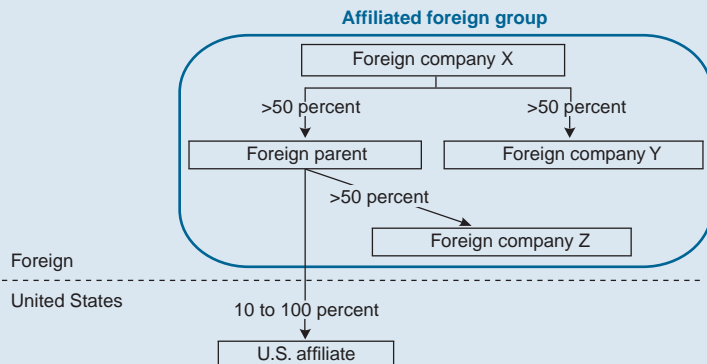 Affiliated foreign group
Foreign company X
>50 percent
>50 percent
Foreign parent
Foreign company Y
>50 percent
Foreign company Z
Foreign
United States
10 to 100 percent
U.S. affiliate